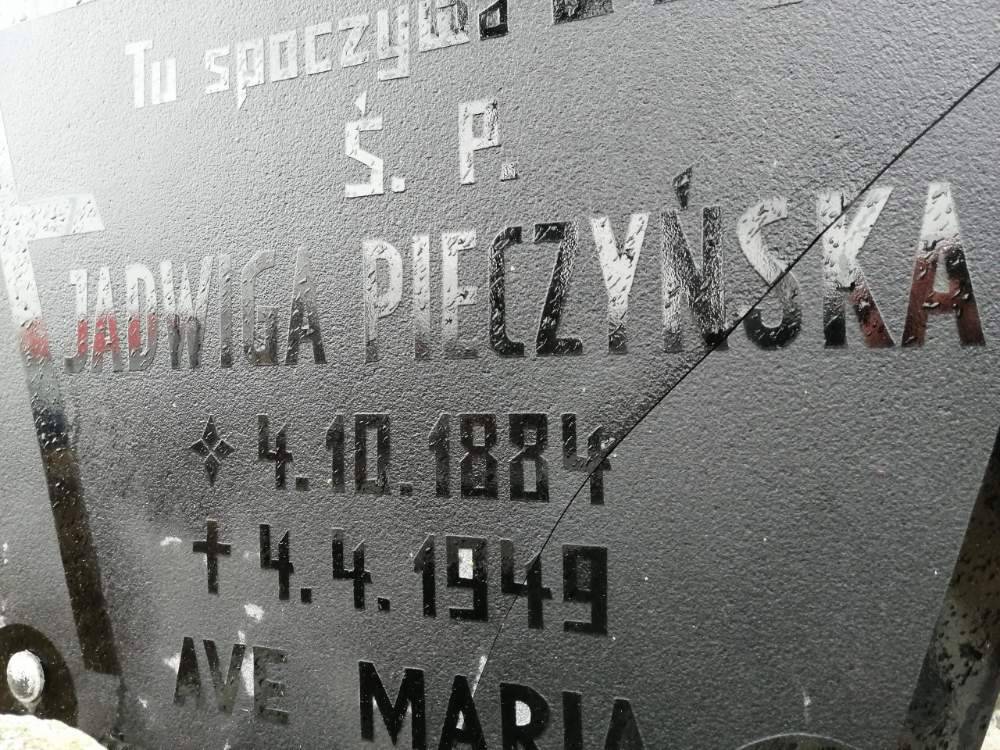 Tu spoczywa
Ś. P.
JADWIGA PIECZYŃSKA
4.10.1884
† 4.4.1949
AVE MARIA